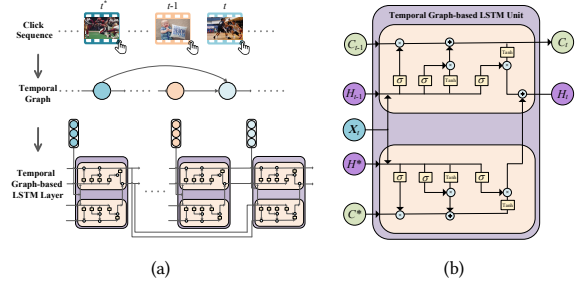 t* t-1 t
Click
Sequence
Temporal
Graph
Temporal
Graph-based
LSTM Layer
(a)
Temporal Graph-based LSTM Unit
C_{t-1}
C_t
Tanh
σ σ Tanh σ
H_{t-1}
H_t
X_t
H*
σ σ Tanh σ
Tanh
C*
(b)